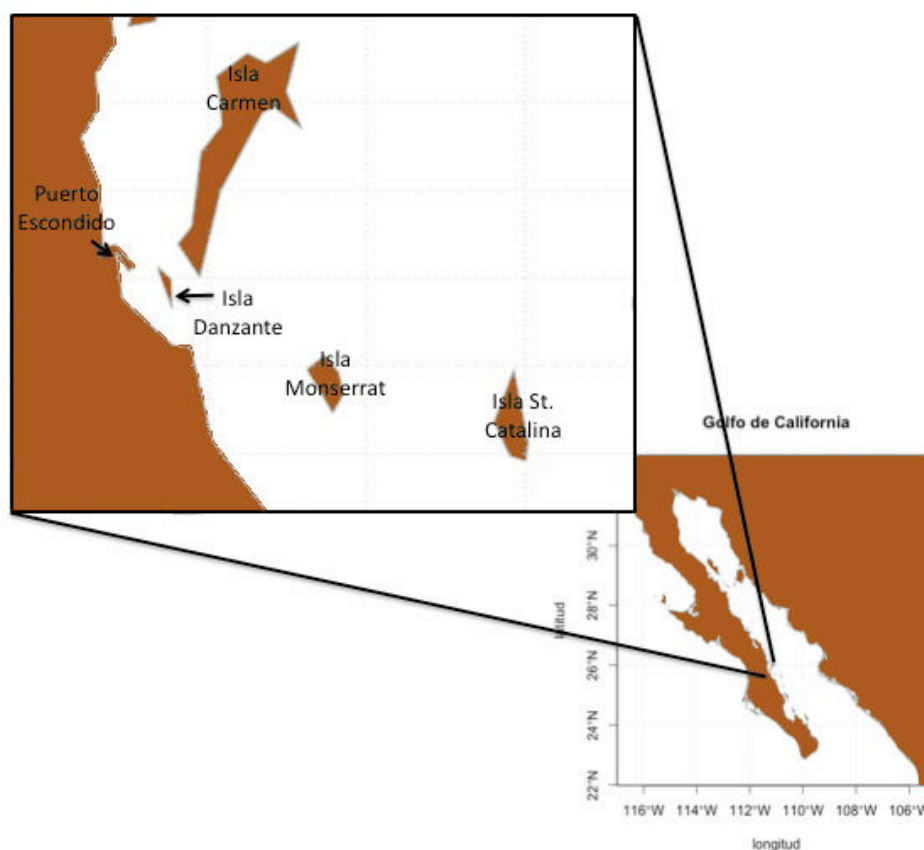 Isla
Carmen
Puerto
Escondido
Isla
Danzante
Isla
Monserrat
Isla St.
Catalina
Golfo de California
30°N
28°N
26°N
24°N
22°N
latitud
116°W 114°W 112°W 110°W 108°W 106°W
longitud